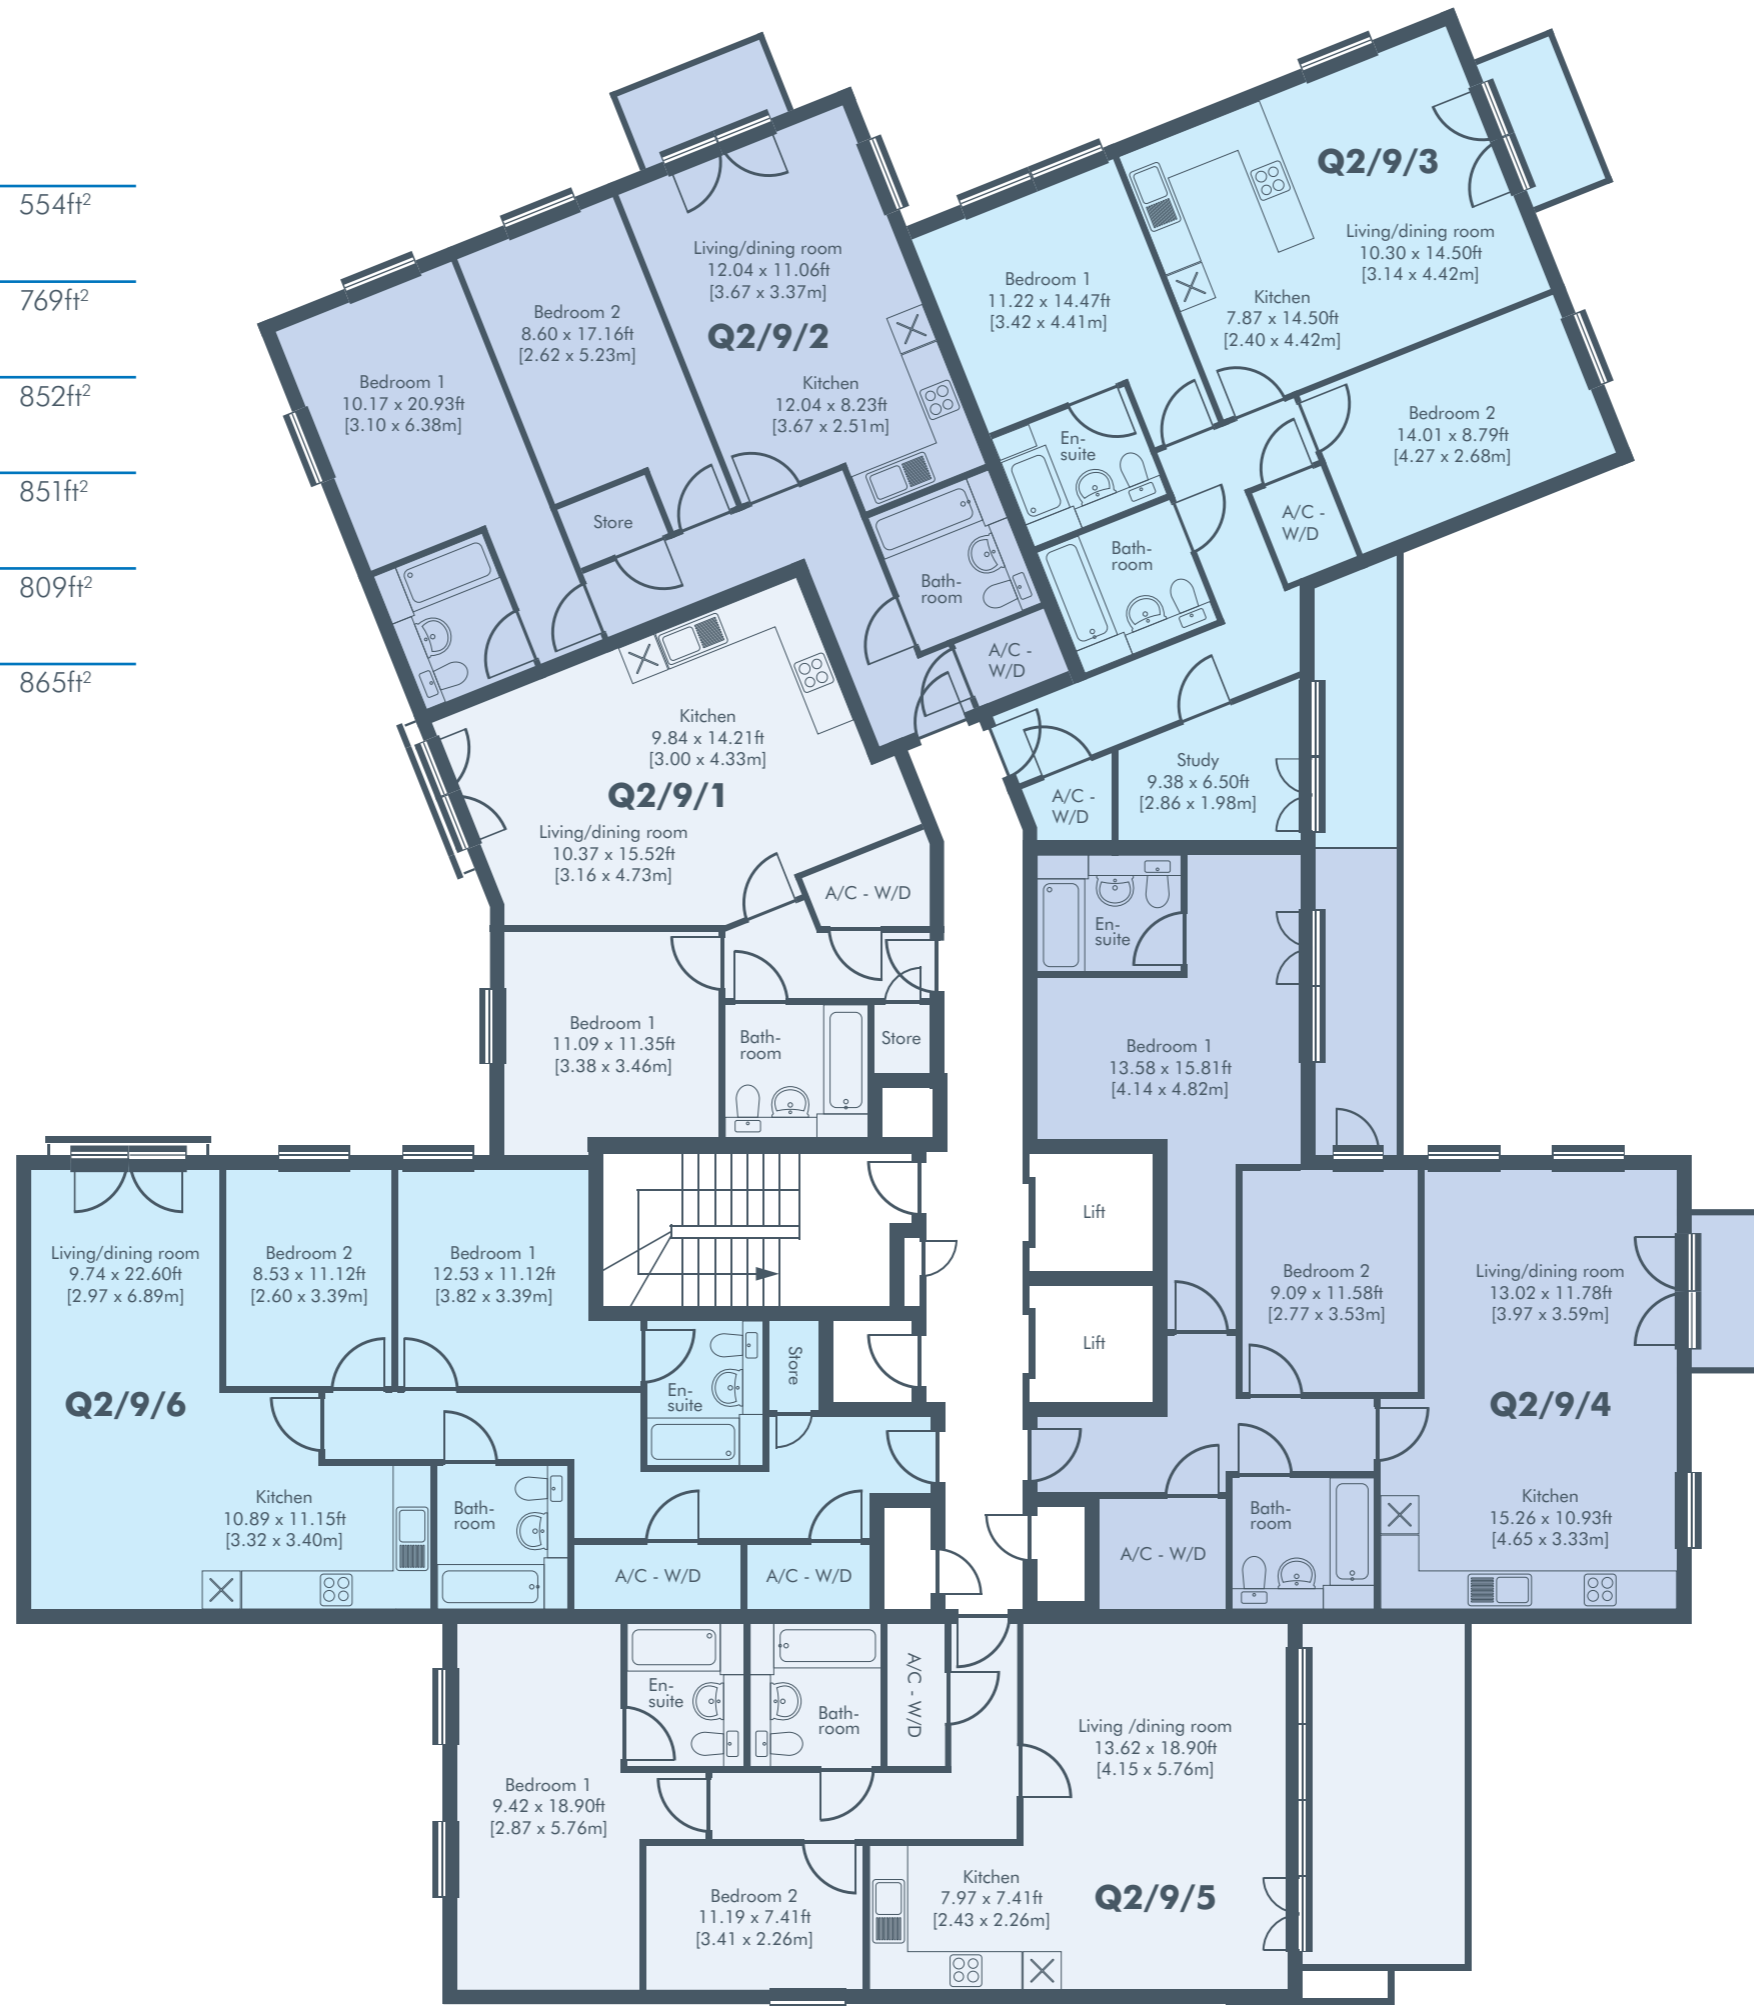 554ft²
769ft²
852ft²
851ft²
809ft²
865ft²
Q2/9/3
Living/dining room
10.30 x 14.50ft
[3.14 x 4.42m]
Kitchen
7.87 x 14.50ft
[2.40 x 4.42m]
Bedroom 1
11.22 x 14.47ft
[3.42 x 4.41m]
Bedroom 2
14.01 x 8.79ft
[4.27 x 2.68m]
En-
suite
Bath-
room
A/C -
W/D
Study
9.38 x 6.50ft
[2.86 x 1.98m]
A/C -
W/D
Living/dining room
12.04 x 11.06ft
[3.67 x 3.37m]
Q2/9/2
Kitchen
12.04 x 8.23ft
[3.67 x 2.51m]
Bedroom 2
8.60 x 17.16ft
[2.62 x 5.23m]
Bedroom 1
10.17 x 20.93ft
[3.10 x 6.38m]
Store
Bath-
room
A/C -
W/D
Kitchen
9.84 x 14.21ft
[3.00 x 4.33m]
Q2/9/1
Living/dining room
10.37 x 15.52ft
[3.16 x 4.73m]
A/C - W/D
Bedroom 1
11.09 x 11.35ft
[3.38 x 3.46m]
Bath-
room
Store
En-
suite
Bedroom 1
13.58 x 15.81ft
[4.14 x 4.82m]
Lift
Lift
Bedroom 2
9.09 x 11.58ft
[2.77 x 3.53m]
Living/dining room
13.02 x 11.78ft
[3.97 x 3.59m]
Q2/9/4
Kitchen
15.26 x 10.93ft
[4.65 x 3.33m]
Bath-
room
A/C - W/D
Living/dining room
9.74 x 22.60ft
[2.97 x 6.89m]
Bedroom 2
8.53 x 11.12ft
[2.60 x 3.39m]
Bedroom 1
12.53 x 11.12ft
[3.82 x 3.39m]
Q2/9/6
En-
suite
Store
Kitchen
10.89 x 11.15ft
[3.32 x 3.40m]
Bath-
room
A/C - W/D
A/C - W/D
En-
suite
Bath-
room
A/C - W/D
Living /dining room
13.62 x 18.90ft
[4.15 x 5.76m]
Bedroom 1
9.42 x 18.90ft
[2.87 x 5.76m]
Bedroom 2
11.19 x 7.41ft
[3.41 x 2.26m]
Kitchen
7.97 x 7.41ft
[2.43 x 2.26m]
Q2/9/5